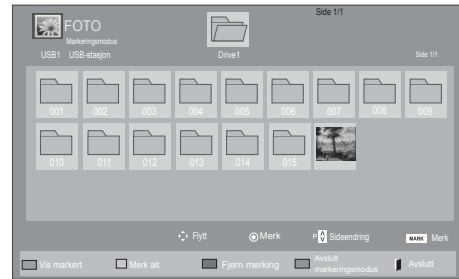 Side 1/1
FOTO
Markeringsmodus
USB1 USB-stasjon Drive1 Side 1/1
001 002 003 004 005 006 007 008 009
010 011 012 013 014 015
Flytt Merk P Sideendring MARK Merk
Vis markert Merk alt Fjern merking Avslutt markeringsmodus Avslutt